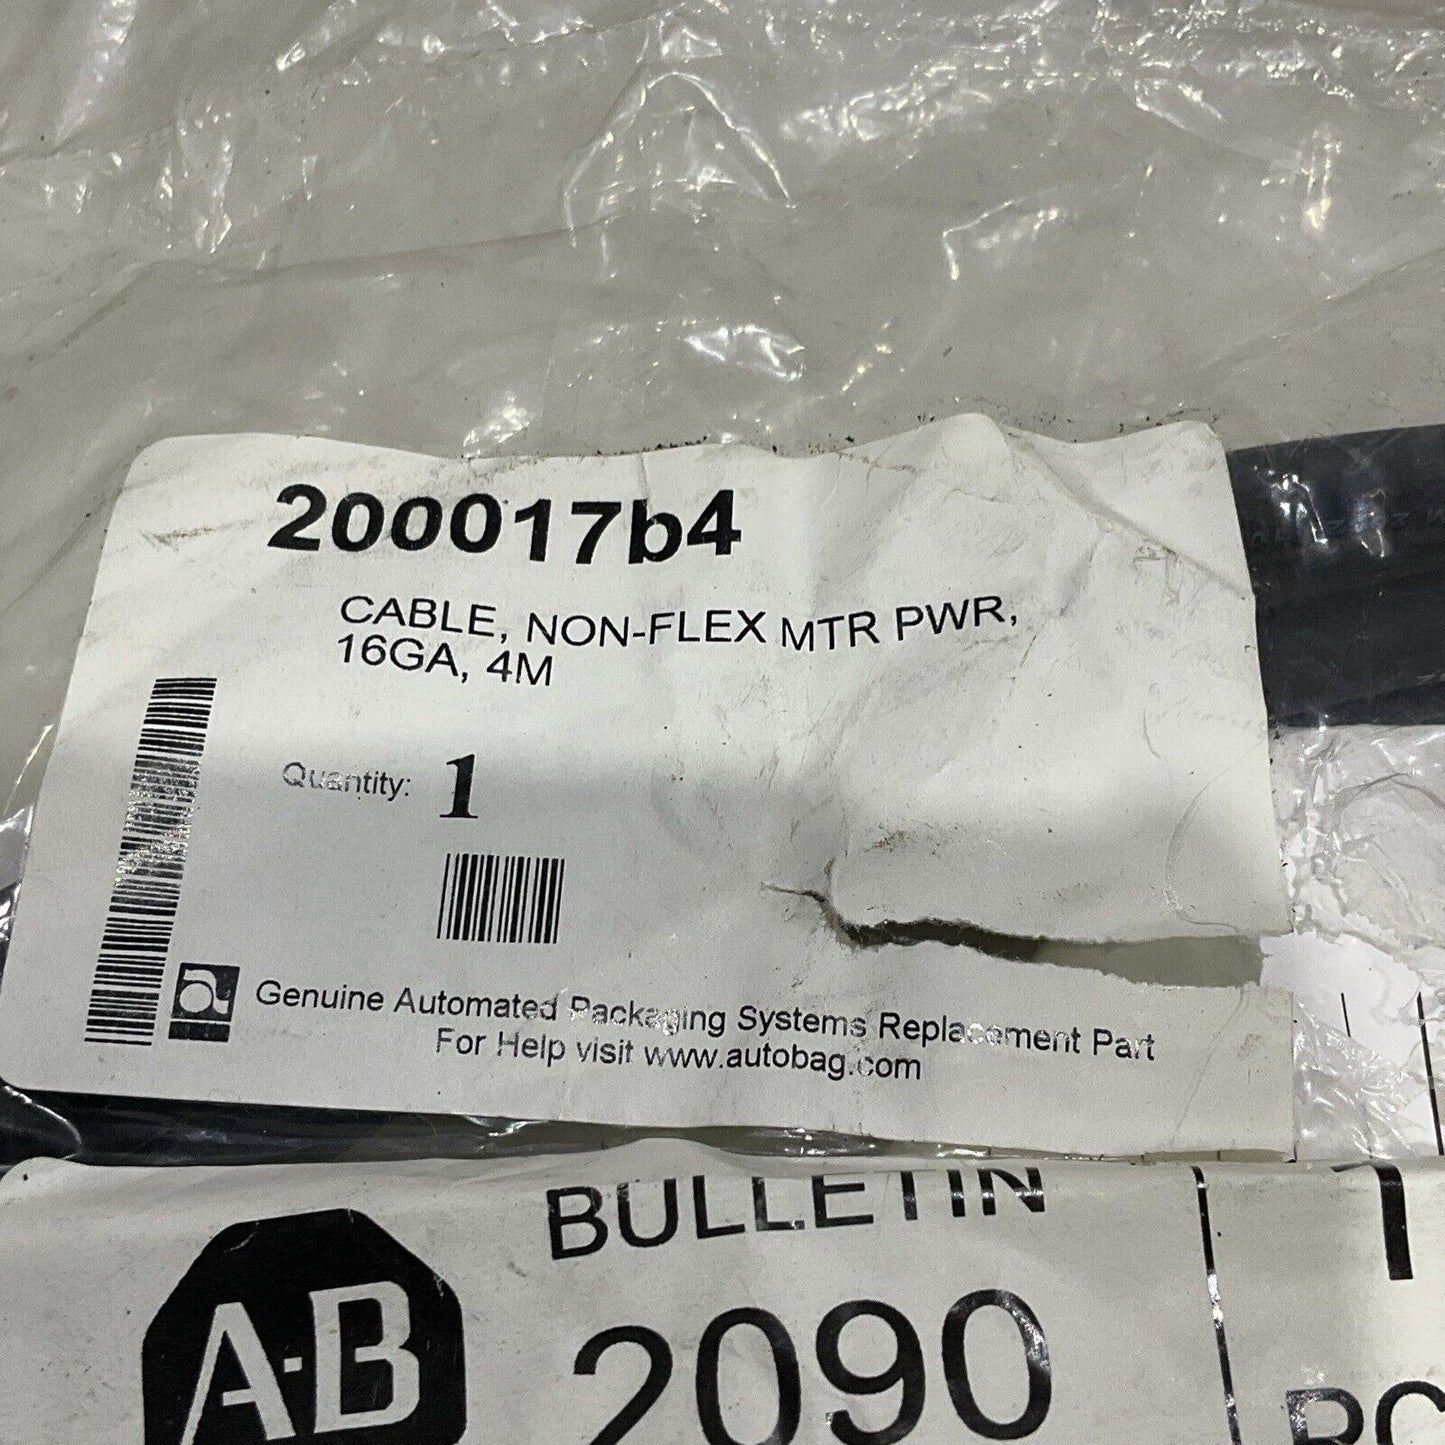 200017b4
CABLE, NON-FLEX MTR PWR,
16GA, 4M
Quantity: 1
a
Genuine Automated Packaging Systems Replacement Part
For Help visit www.autobag.com
BULLETIN
A-B
2090